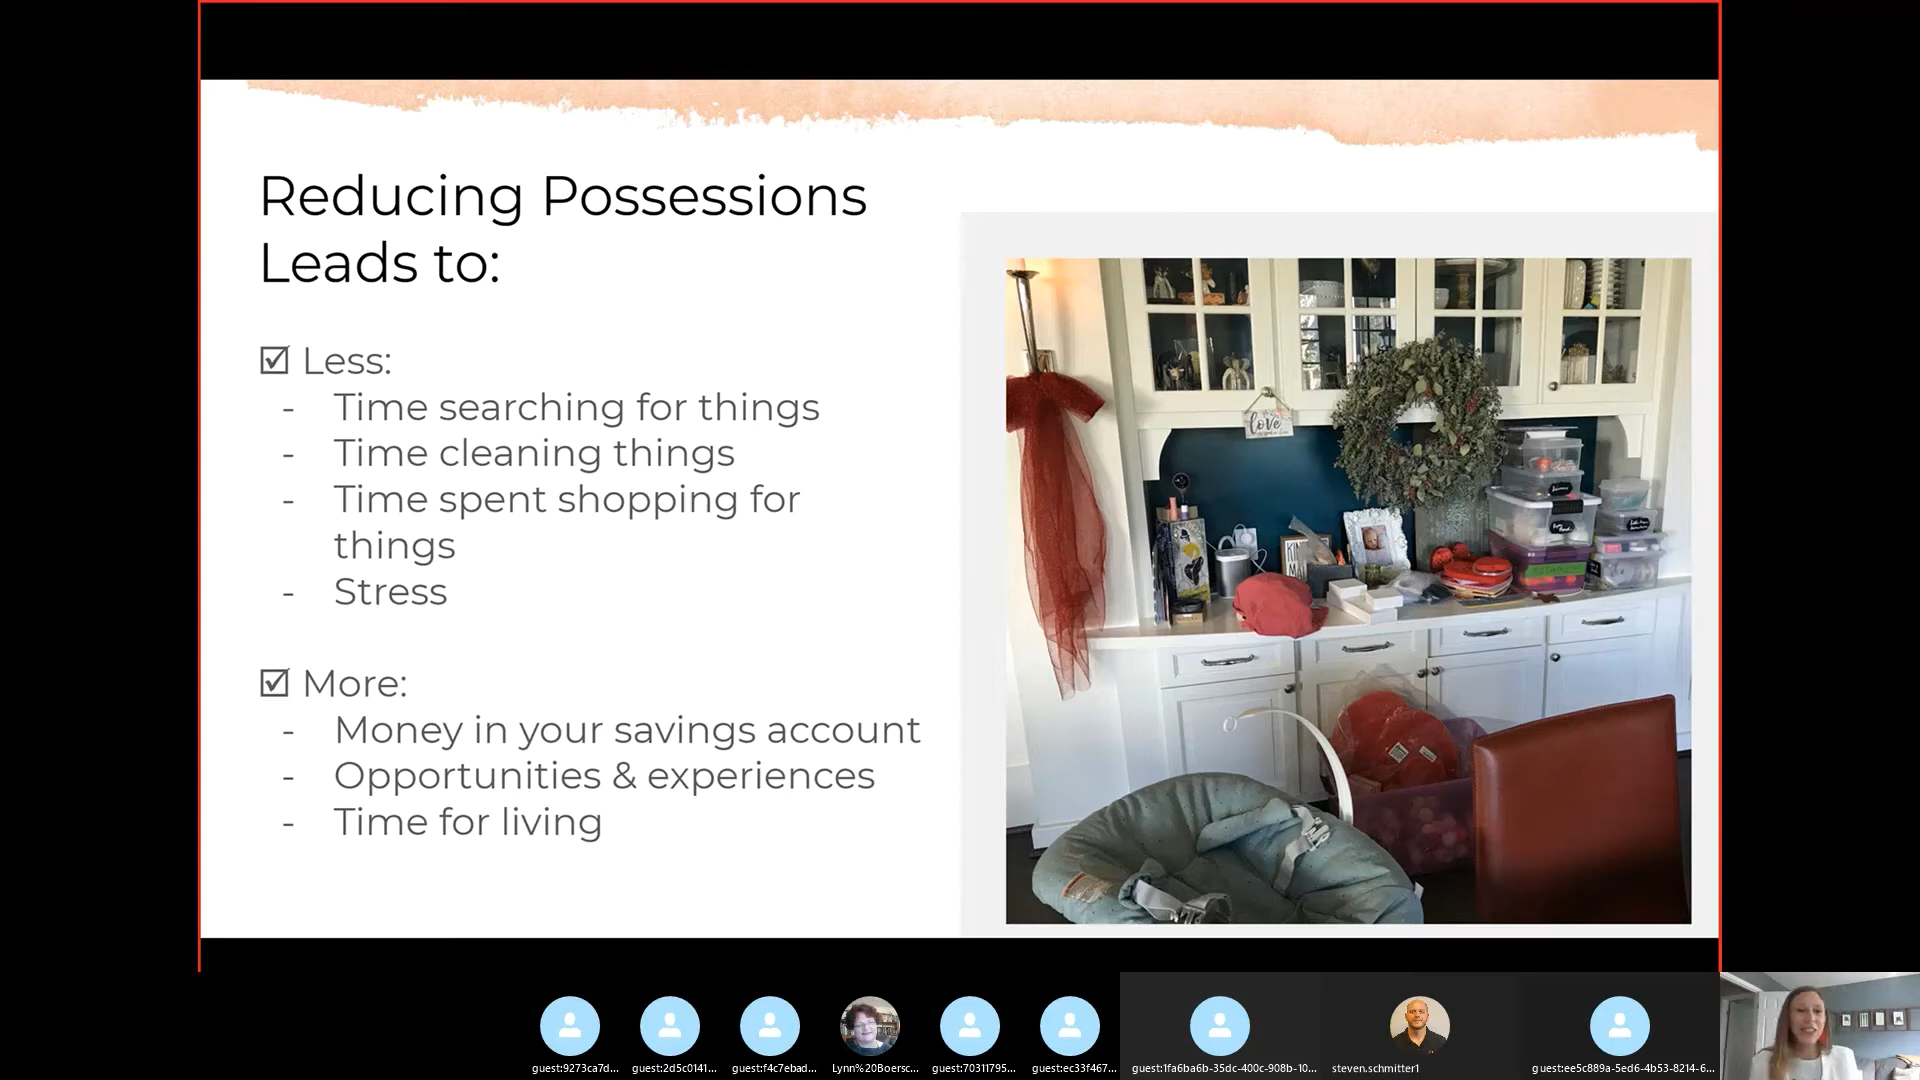 Reducing Possessions
Leads to:
☑ Less:
- Time searching for things
- Time cleaning things
- Time spent shopping for
things
- Stress
☑ More:
- Money in your savings account
- Opportunities & experiences
- Time for living
love
guest:9273ca7d...
guest:2d5c0141...
guest:f4c7ebad...
Lynn%20Boersc...
guest:70311795...
guest:ec33f467...
guest:1fa6ba6b-35dc-400c-908b-10...
steven.schmitter1
guest:ee5c889a-5ed6-4b53-8214-6...